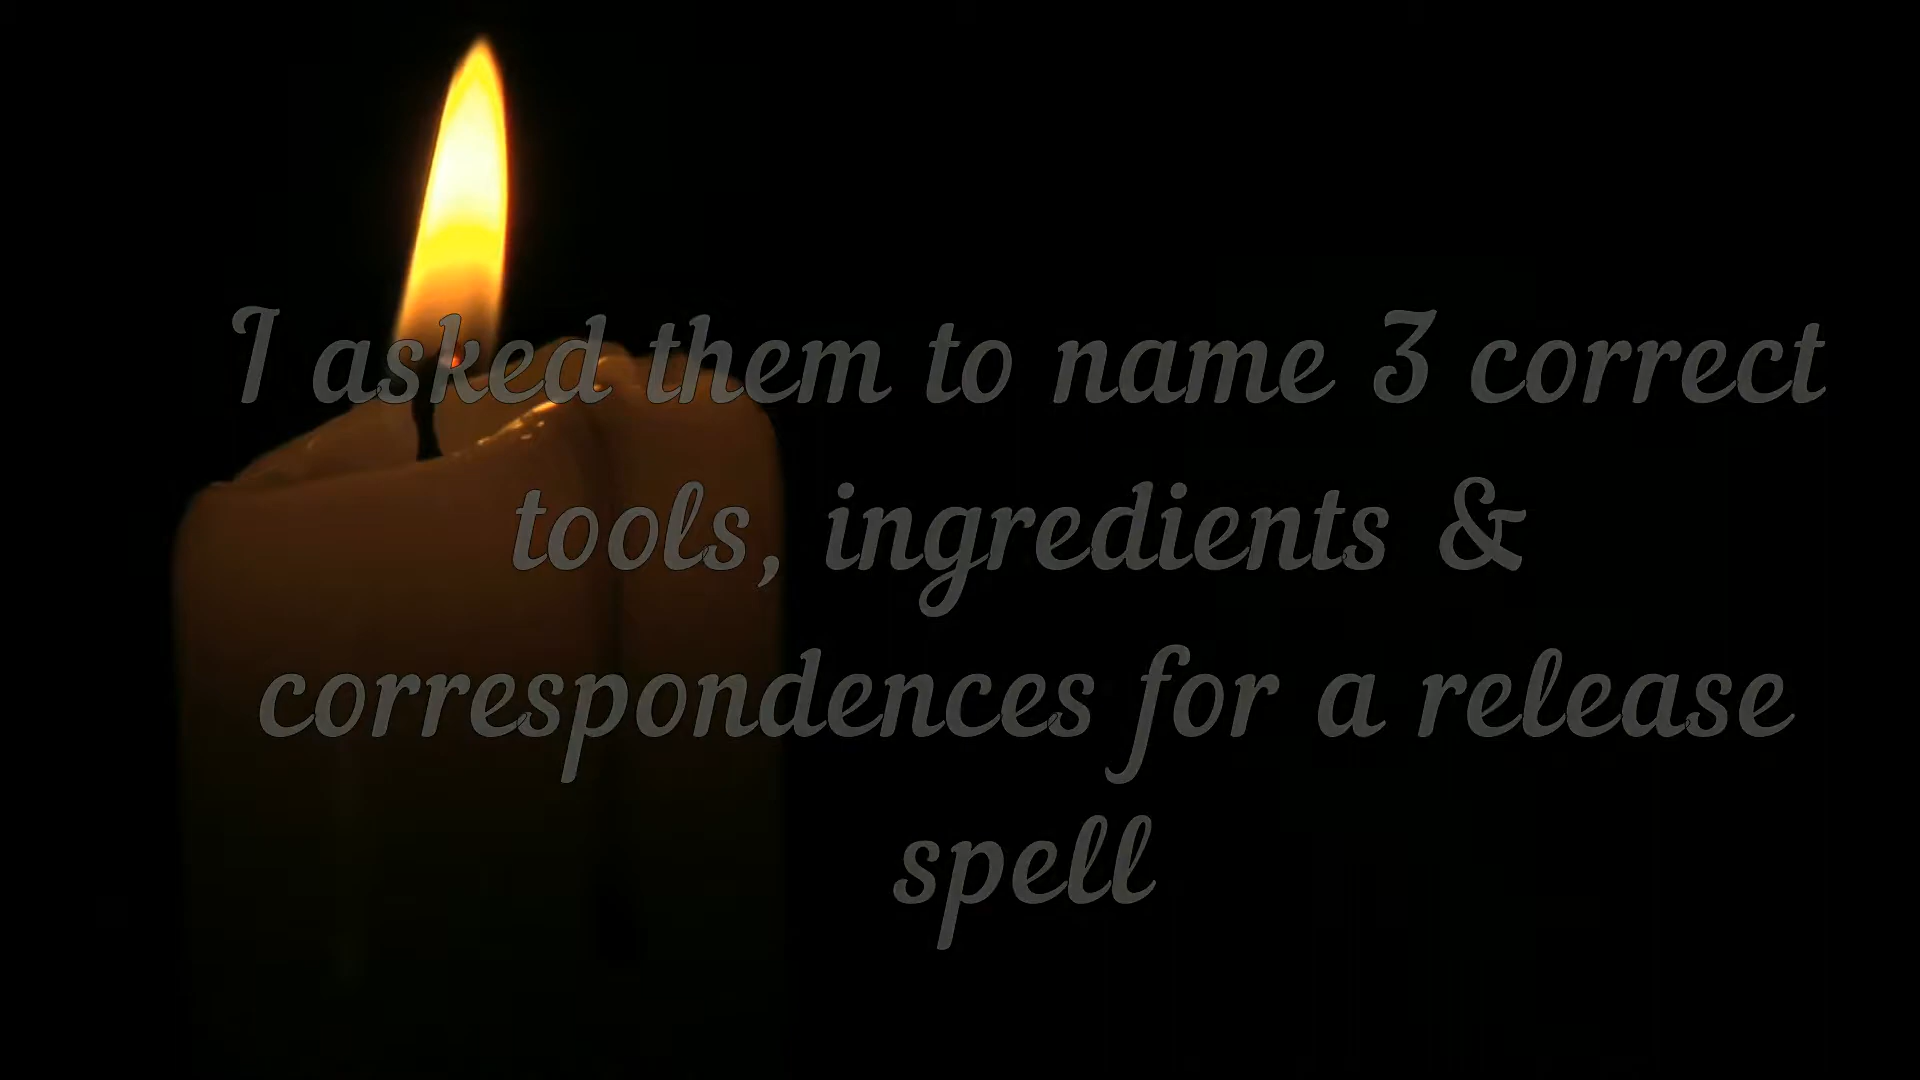 I asked them to name 3 correct
tools, ingredients &
correspondences for a release
spell